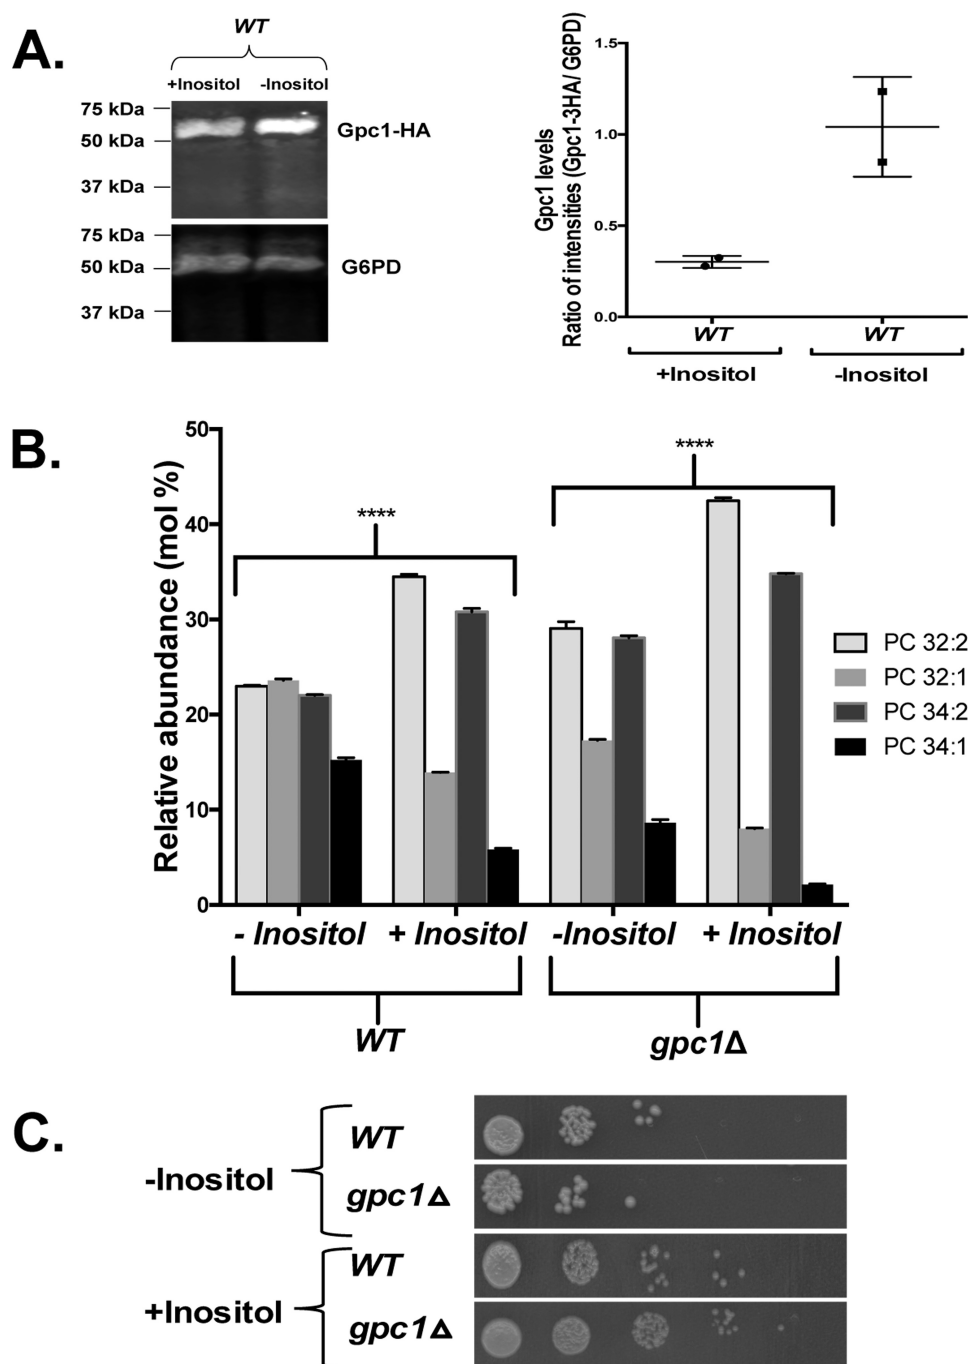 A.
WT
+Inositol -Inositol
75 kDa
50 kDa
37 kDa
Gpc1-HA
75 kDa
50 kDa
37 kDa
G6PD
Gpc1 levels
Ratio of intensities (Gpc1-3HA/ G6PD)
1.5
1.0
0.5
0.0
WT WT
+Inositol -Inositol
B.
Relative abundance (mol %)
50
40
30
20
10
0
****
****
PC 32:2
PC 32:1
PC 34:2
PC 34:1
- Inositol + Inositol -Inositol + Inositol
WT gpc1Δ
C.
-Inositol
WT
gpc1Δ
+Inositol
WT
gpc1Δ